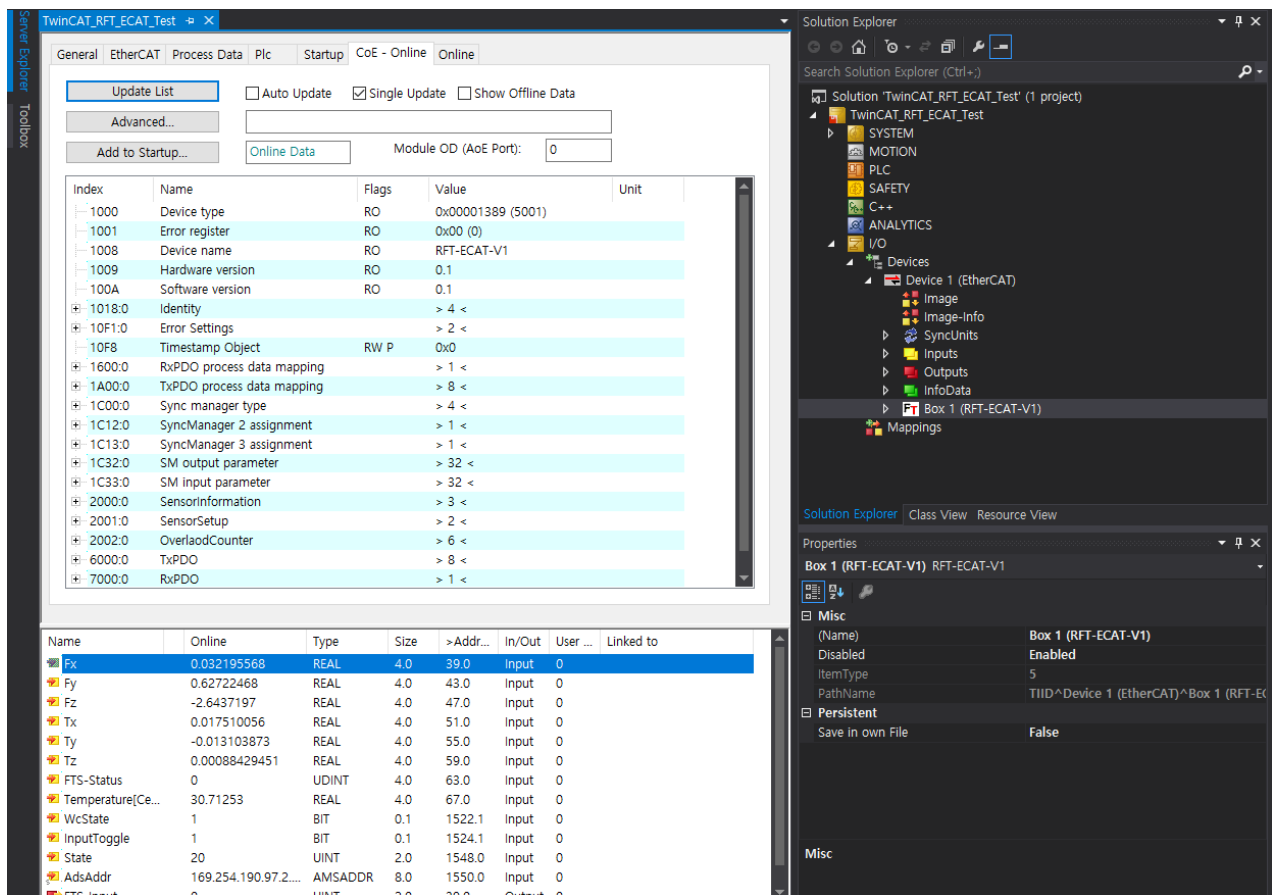 Server Explorer
Toolbox
TwinCAT_RFT_ECAT_Test
General EtherCAT Process Data Plc Startup CoE - Online Online
Update List Auto Update Single Update Show Offline Data
Advanced...
Add to Startup... Online Data Module OD (AoE Port): 0
Index Name Flags Value Unit
1000 Device type RO 0x00001389 (5001)
1001 Error register RO 0x00 (0)
1008 Device name RO RFT-ECAT-V1
1009 Hardware version RO 0.1
100A Software version RO 0.1
1018:0 Identity > 4 <
10F1:0 Error Settings > 2 <
10F8 Timestamp Object RW P 0x0
1600:0 RxPDO process data mapping > 1 <
1A00:0 TxPDO process data mapping > 8 <
1C00:0 Sync manager type > 4 <
1C12:0 SyncManager 2 assignment > 1 <
1C13:0 SyncManager 3 assignment > 1 <
1C32:0 SM output parameter > 32 <
1C33:0 SM input parameter > 32 <
2000:0 SensorInformation > 3 <
2001:0 SensorSetup > 2 <
2002:0 OverlaodCounter > 6 <
6000:0 TxPDO > 8 <
7000:0 RxPDO > 1 <
Name Online Type Size >Addr... In/Out User ... Linked to
Fx 0.032195568 REAL 4.0 39.0 Input 0
Fy 0.62722468 REAL 4.0 43.0 Input 0
Fz -2.6437197 REAL 4.0 47.0 Input 0
Tx 0.017510056 REAL 4.0 51.0 Input 0
Ty -0.013103873 REAL 4.0 55.0 Input 0
Tz 0.00088429451 REAL 4.0 59.0 Input 0
FTS-Status 0 UDINT 4.0 63.0 Input 0
Temperature[Ce... 30.71253 REAL 4.0 67.0 Input 0
WcState 1 BIT 0.1 1522.1 Input 0
InputToggle 1 BIT 0.1 1524.1 Input 0
State 20 UINT 2.0 1548.0 Input 0
AdsAddr 169.254.190.97.2.... AMSADDR 8.0 1550.0 Input 0
Solution Explorer
Search Solution Explorer (Ctrl+;)
Solution 'TwinCAT_RFT_ECAT_Test' (1 project)
TwinCAT_RFT_ECAT_Test
SYSTEM
MOTION
PLC
SAFETY
C++
ANALYTICS
I/O
Devices
Device 1 (EtherCAT)
Image
Image-Info
SyncUnits
Inputs
Outputs
InfoData
FT Box 1 (RFT-ECAT-V1)
Mappings
Solution Explorer Class View Resource View
Properties
Box 1 (RFT-ECAT-V1) RFT-ECAT-V1
Misc
(Name) Box 1 (RFT-ECAT-V1)
Disabled Enabled
ItemType 5
PathName TIID^Device 1 (EtherCAT)^Box 1 (RFT-E
Persistent
Save in own File False
Misc